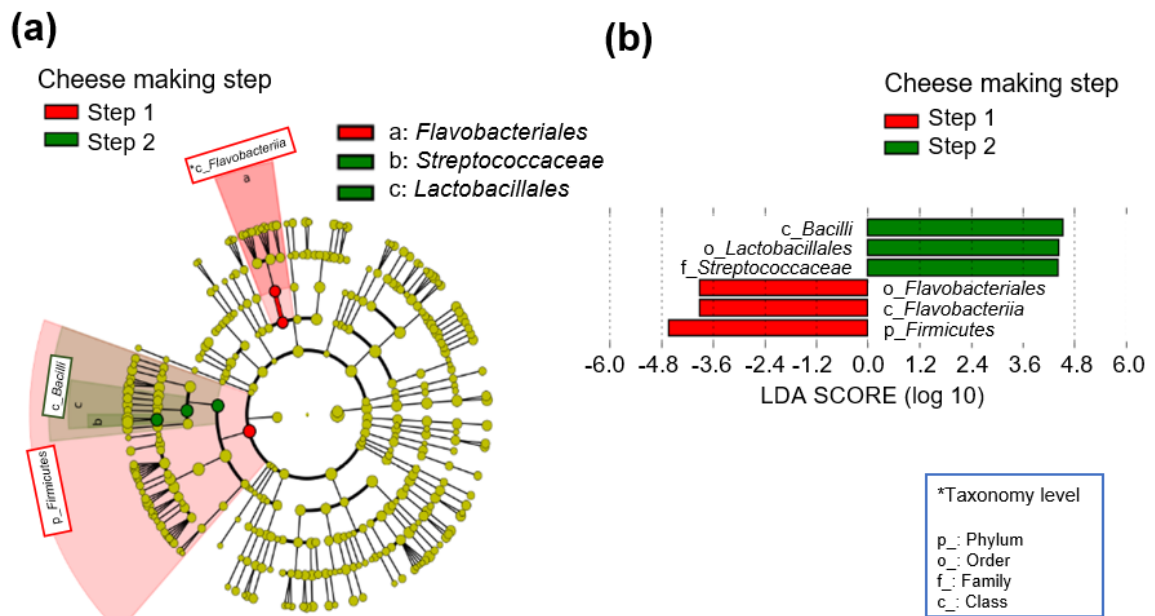 (a)
Cheese making step
Step 1
Step 2
a: Flavobacteriales
b: Streptococcaceae
c: Lactobacillales
*c_Flavobacteriia
a
c_Bacilli
c
b
p_Firmicutes
(b)
Cheese making step
Step 1
Step 2
c_Bacilli
o_Lactobacillales
f_Streptococcaceae
o_Flavobacteriales
c_Flavobacteriia
p_Firmicutes
-6.0 -4.8 -3.6 -2.4 -1.2 0.0 1.2 2.4 3.6 4.8 6.0
LDA SCORE (log 10)
*Taxonomy level
p_: Phylum
o_: Order
f_: Family
c_: Class